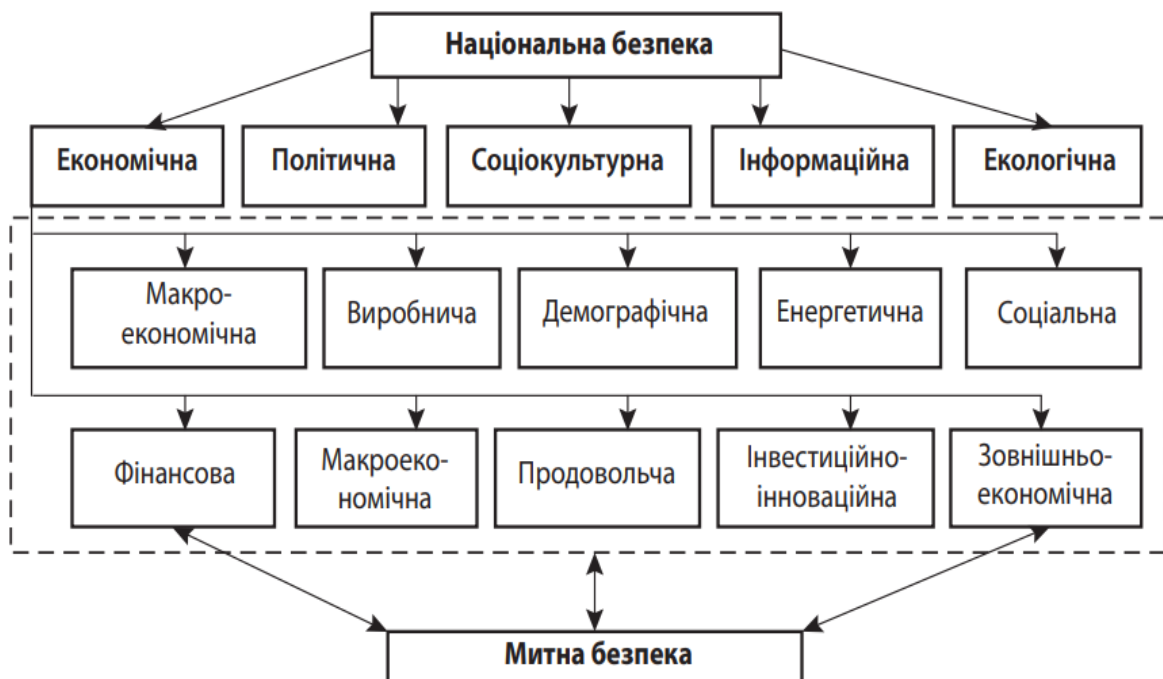 Національна безпека
Економічна
Політична
Соціокультурна
Інформаційна
Екологічна
Макро-
економічна
Виробнича
Демографічна
Енергетична
Соціальна
Фінансова
Макроеко-
номічна
Продовольча
Інвестиційно-
інноваційна
Зовнішньо-
економічна
Митна безпека